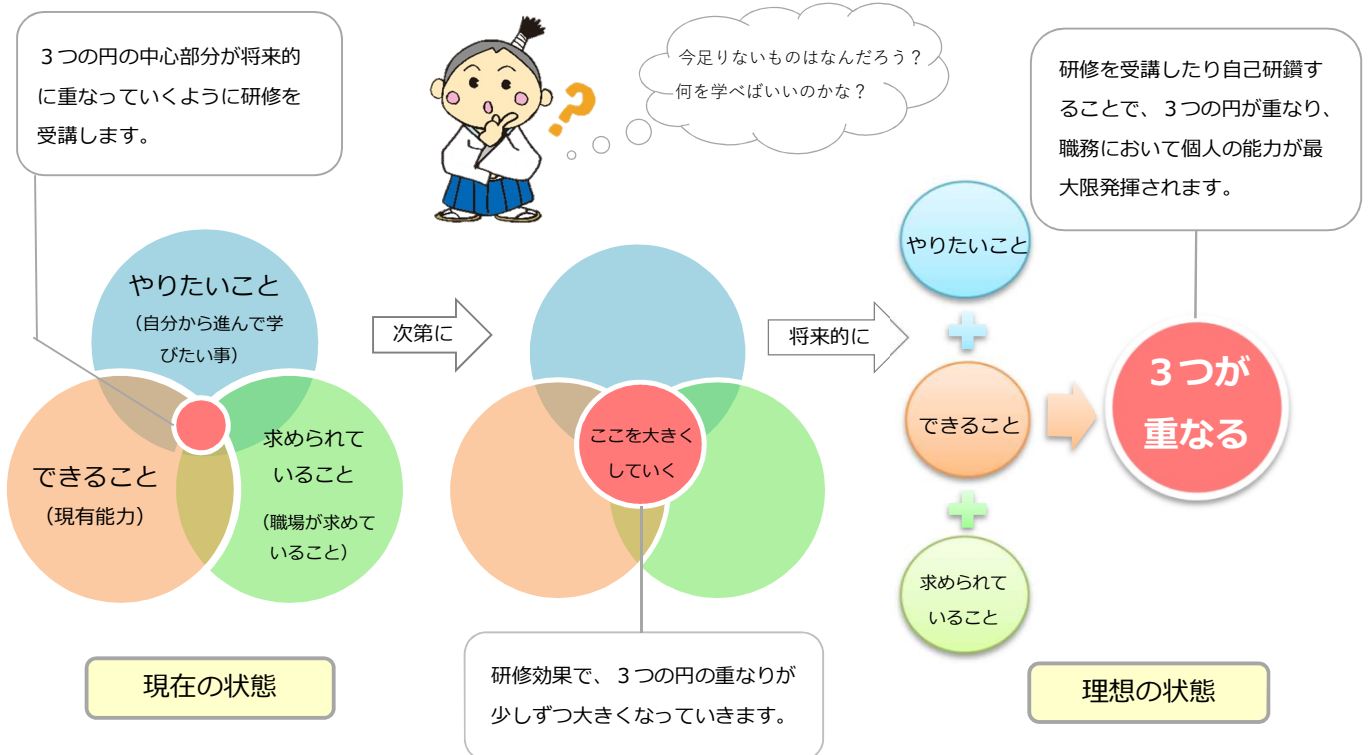 ３つの円の中心部分が将来的
に重なっていくように研修を
受講します。
今足りないものはなんだろう？
何を学べばいいのかな？
研修を受講したり自己研鑽す
ることで、３つの円が重なり、
職務において個人の能力が最
大限発揮されます。
やりたいこと
（自分から進んで学
びたい事）
できること
（現有能力）
求められて
いること
（職場が求めて
いること）
次第に
ここを大きく
していく
将来的に
やりたいこと
できること
求められて
いること
３つが
重なる
現在の状態
研修効果で、３つの円の重なりが
少しずつ大きくなっていきます。
理想の状態